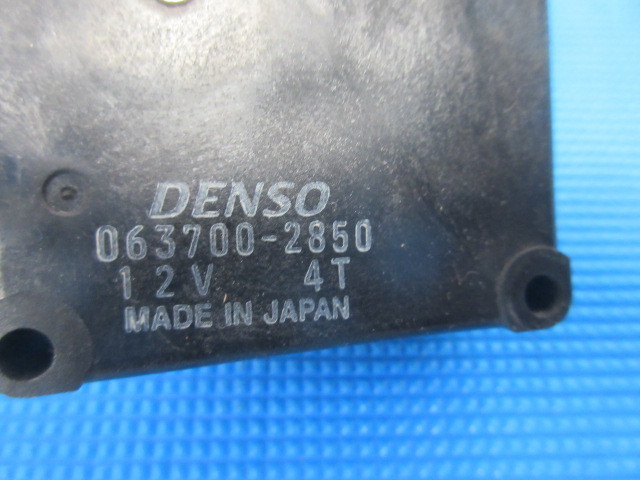 DENSO
063700-2850
12V 4T
MADE IN JAPAN